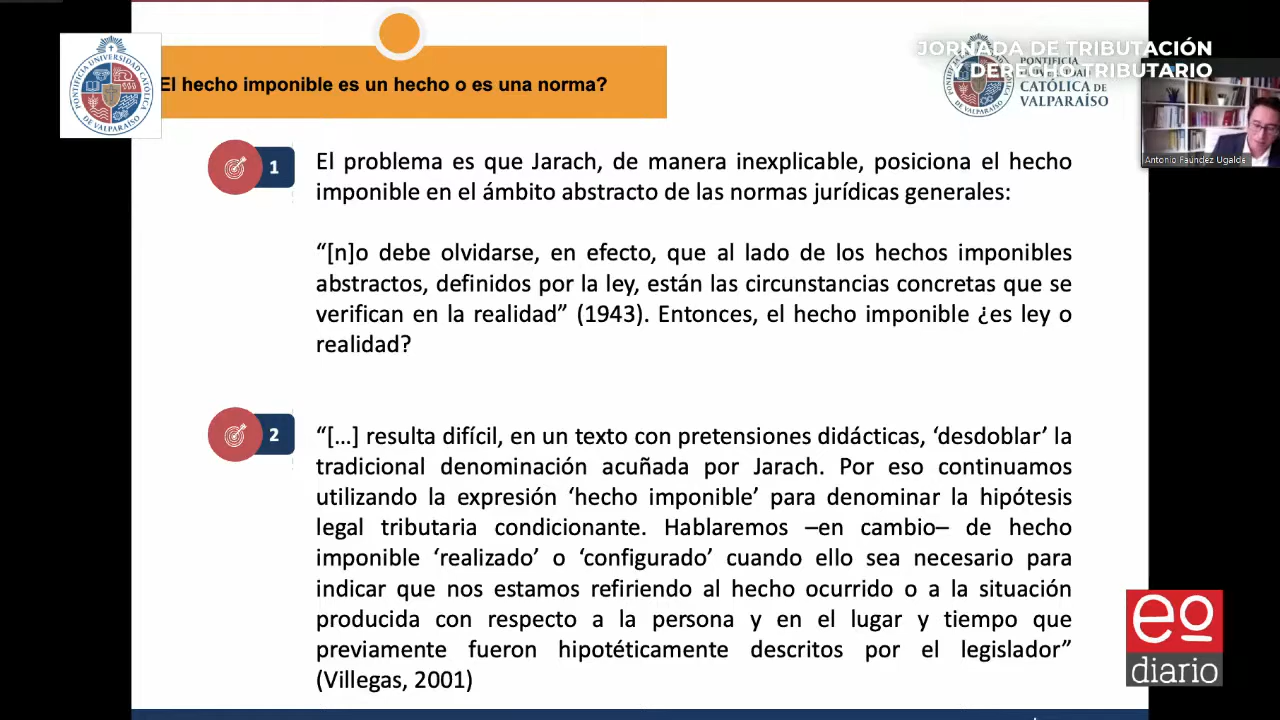 El hecho imponible es un hecho o es una norma?
JORNADA DE TRIBUTACIÓN
DERECHO TRIBUTARIO
PONTIFICIA
UNIVERSIDAD
CATÓLICA DE
VALPARAÍSO
PONTIFICIA UNIVERSIDAD CATÓLICA
DE VALPARAISO
Antonio Faúndez Ugalde
1
El problema es que Jarach, de manera inexplicable, posiciona el hecho
imponible en el ámbito abstracto de las normas jurídicas generales:
“[n]o debe olvidarse, en efecto, que al lado de los hechos imponibles
abstractos, definidos por la ley, están las circunstancias concretas que se
verifican en la realidad” (1943). Entonces, el hecho imponible ¿es ley o
realidad?
2
“[…] resulta difícil, en un texto con pretensiones didácticas, ‘desdoblar’ la
tradicional denominación acuñada por Jarach. Por eso continuamos
utilizando la expresión ‘hecho imponible’ para denominar la hipótesis
legal tributaria condicionante. Hablaremos –en cambio– de hecho
imponible ‘realizado’ o ‘configurado’ cuando ello sea necesario para
indicar que nos estamos refiriendo al hecho ocurrido o a la situación
producida con respecto a la persona y en el lugar y tiempo que
previamente fueron hipotéticamente descritos por el legislador”
(Villegas, 2001)
eo
diario